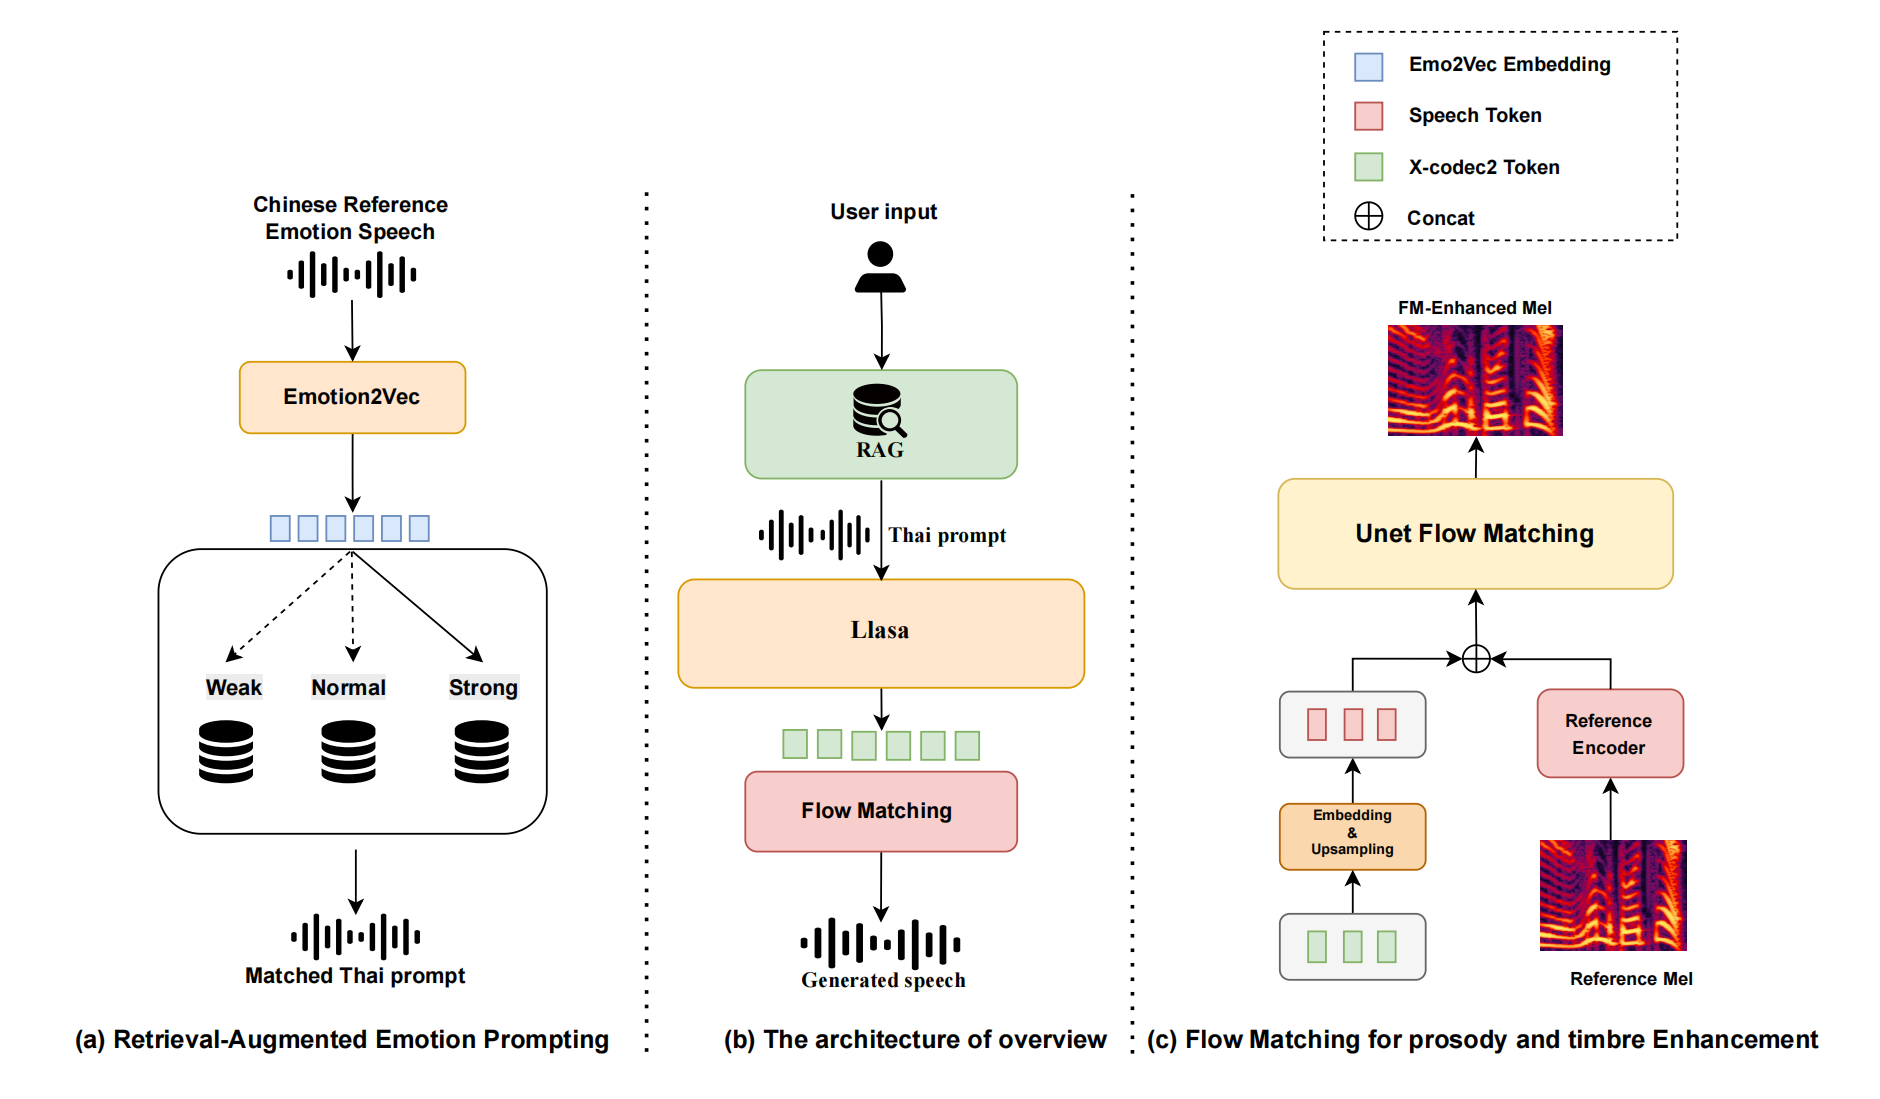 Emo2Vec Embedding
Speech Token
X-codec2 Token
Concat
Chinese Reference
Emotion Speech
Emotion2Vec
Weak
Normal
Strong
Matched Thai prompt
(a) Retrieval-Augmented Emotion Prompting
User input
RAG
Thai prompt
Llasa
Flow Matching
Generated speech
(b) The architecture of overview
FM-Enhanced Mel
Unet Flow Matching
Reference
Encoder
Embedding
&
Upsampling
Reference Mel
(c) Flow Matching for prosody and timbre Enhancement